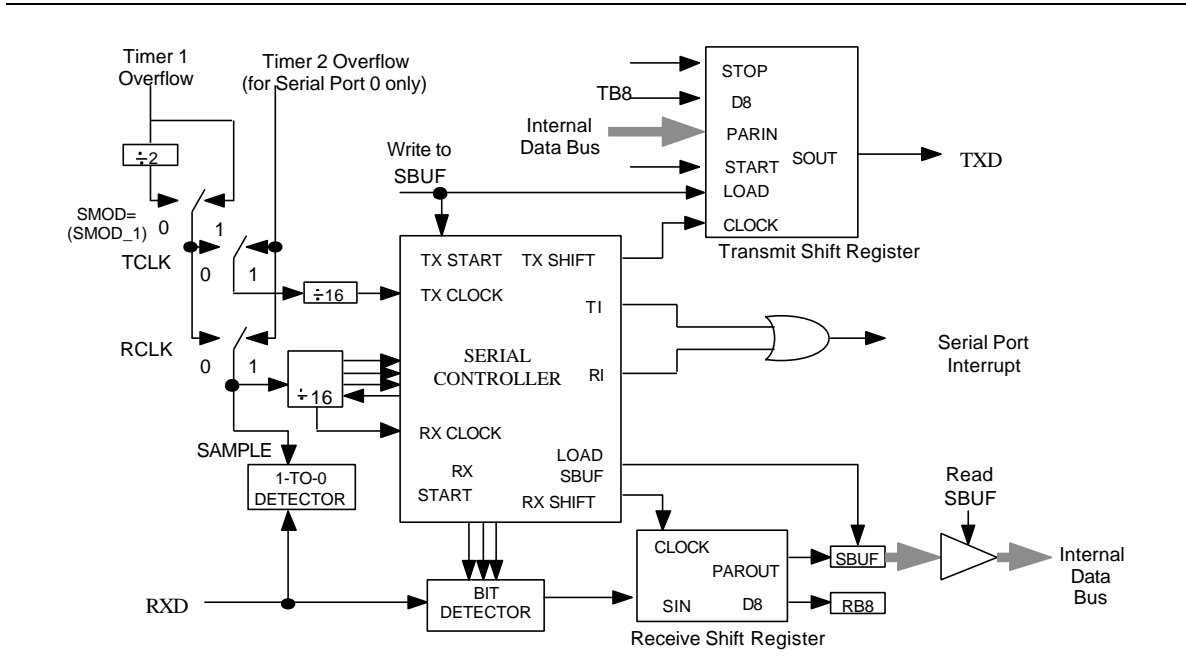 Timer 1
Overflow
Timer 2 Overflow
(for Serial Port 0 only)
÷2
SMOD=
(SMOD_1)
0
1
TCLK
0
1
÷16
RCLK
0
1
÷16
SAMPLE
1-TO-0
DETECTOR
RXD
Write to
SBUF
TX START
TX SHIFT
TX CLOCK
TI
SERIAL
CONTROLLER
RI
RX CLOCK
LOAD
SBUF
RX
START
RX SHIFT
BIT
DETECTOR
TB8
Internal
Data Bus
STOP
D8
PARIN
START
SOUT
LOAD
CLOCK
Transmit Shift Register
TXD
Serial Port
Interrupt
CLOCK
PAROUT
SIN
D8
Receive Shift Register
SBUF
RB8
Read
SBUF
Internal
Data
Bus